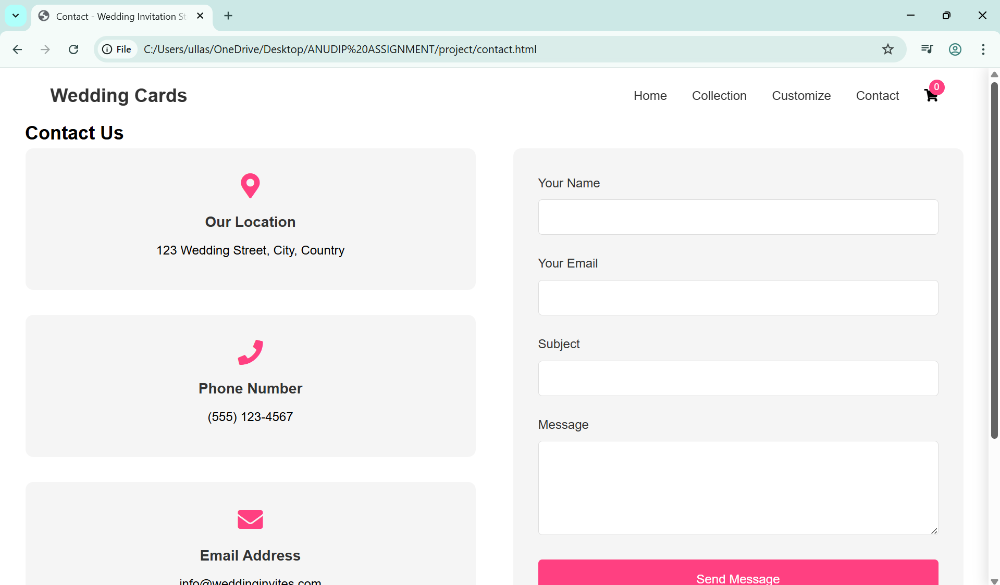 Contact - Wedding Invitation St
File
C:/Users/ullas/OneDrive/Desktop/ANUDIP%20ASSIGNMENT/project/contact.html
Wedding Cards
Home
Collection
Customize
Contact
0
Contact Us
Our Location
123 Wedding Street, City, Country
Phone Number
(555) 123-4567
Email Address
info@weddinginvites.com
Your Name
Your Email
Subject
Message
Send Message